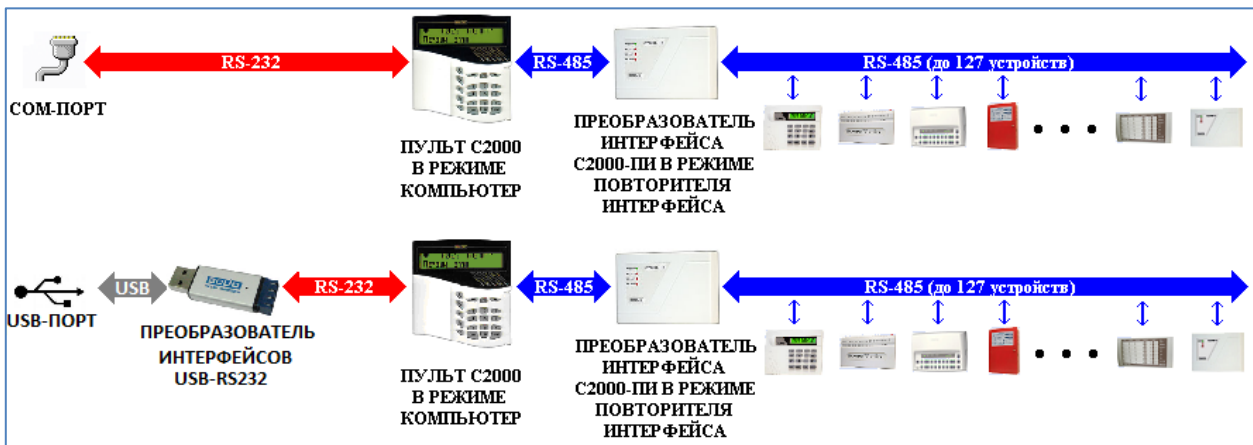 RS-232
RS-485
RS-485 (до 127 устройств)
COM-ПОРТ
ПУЛЬТ С2000
В РЕЖИМЕ
КОМПЬЮТЕР
ПРЕОБРАЗОВАТЕЛЬ
ИНТЕРФЕЙСА
С2000-ПИ В РЕЖИМЕ
ПОВТОРИТЕЛЯ
ИНТЕРФЕЙСА
USB
RS-232
RS-485
RS-485 (до 127 устройств)
USB-ПОРТ
ПРЕОБРАЗОВАТЕЛЬ
ИНТЕРФЕЙСОВ
USB-RS232
ПУЛЬТ С2000
В РЕЖИМЕ
КОМПЬЮТЕР
ПРЕОБРАЗОВАТЕЛЬ
ИНТЕРФЕЙСА
С2000-ПИ В РЕЖИМЕ
ПОВТОРИТЕЛЯ
ИНТЕРФЕЙСА